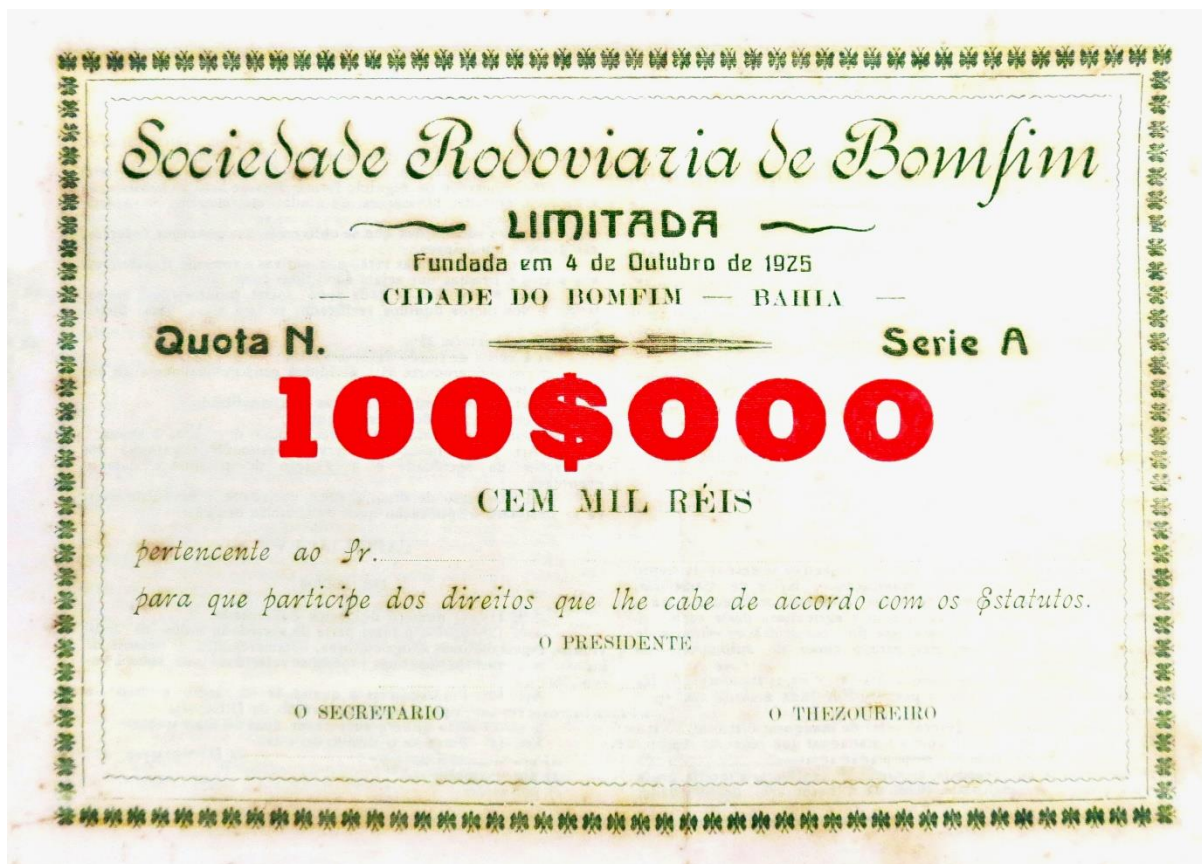 Sociedade Rodoviaria de Bomfim
LIMITADA
Fundada em 4 de Outubro de 1925
— CIDADE DO BOMFIM — BAHIA —
Quota N. Serie A
100$000
CEM MIL RÉIS
pertencente ao Sr.
para que participe dos direitos que lhe cabe de accordo com os Estatutos.
O PRESIDENTE
O SECRETARIO O THEZOUREIRO